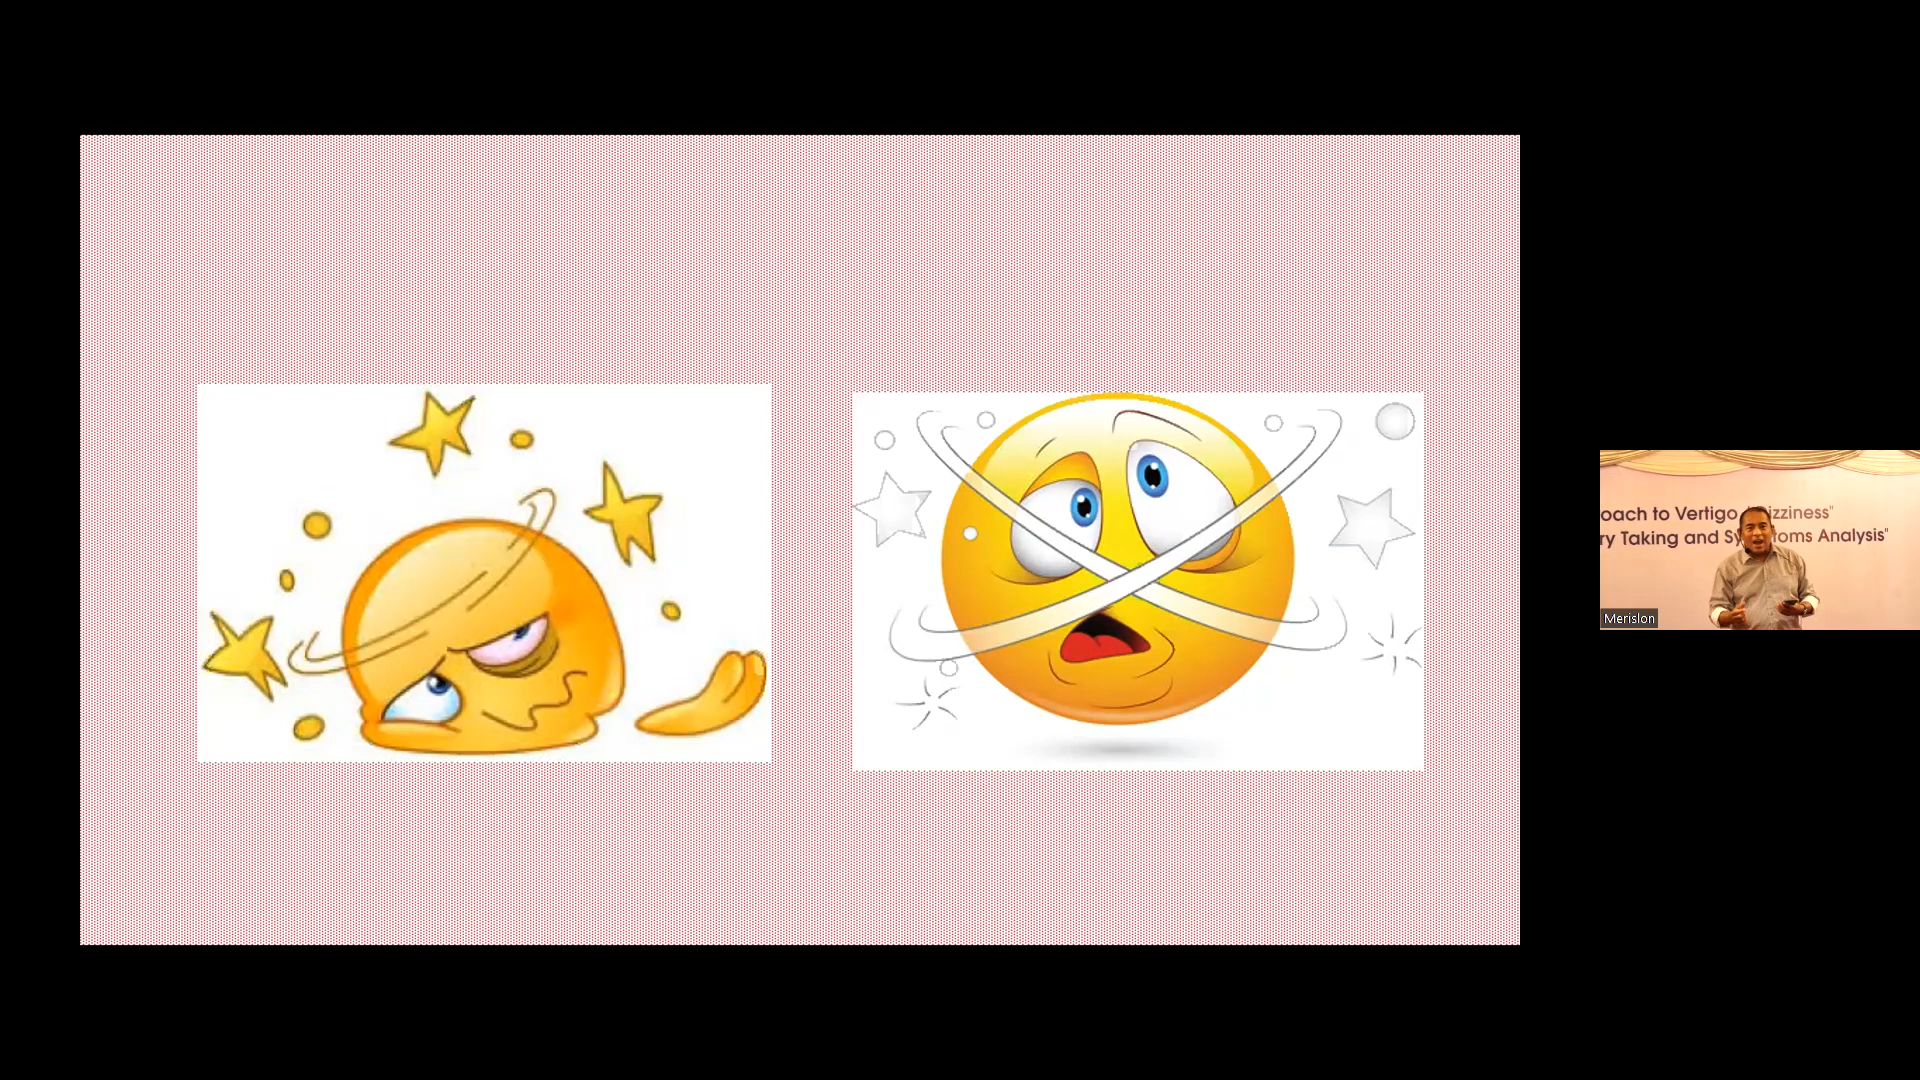 oach to Vertigo izziness"
ry Taking and Sy toms Analysis"
Merislon